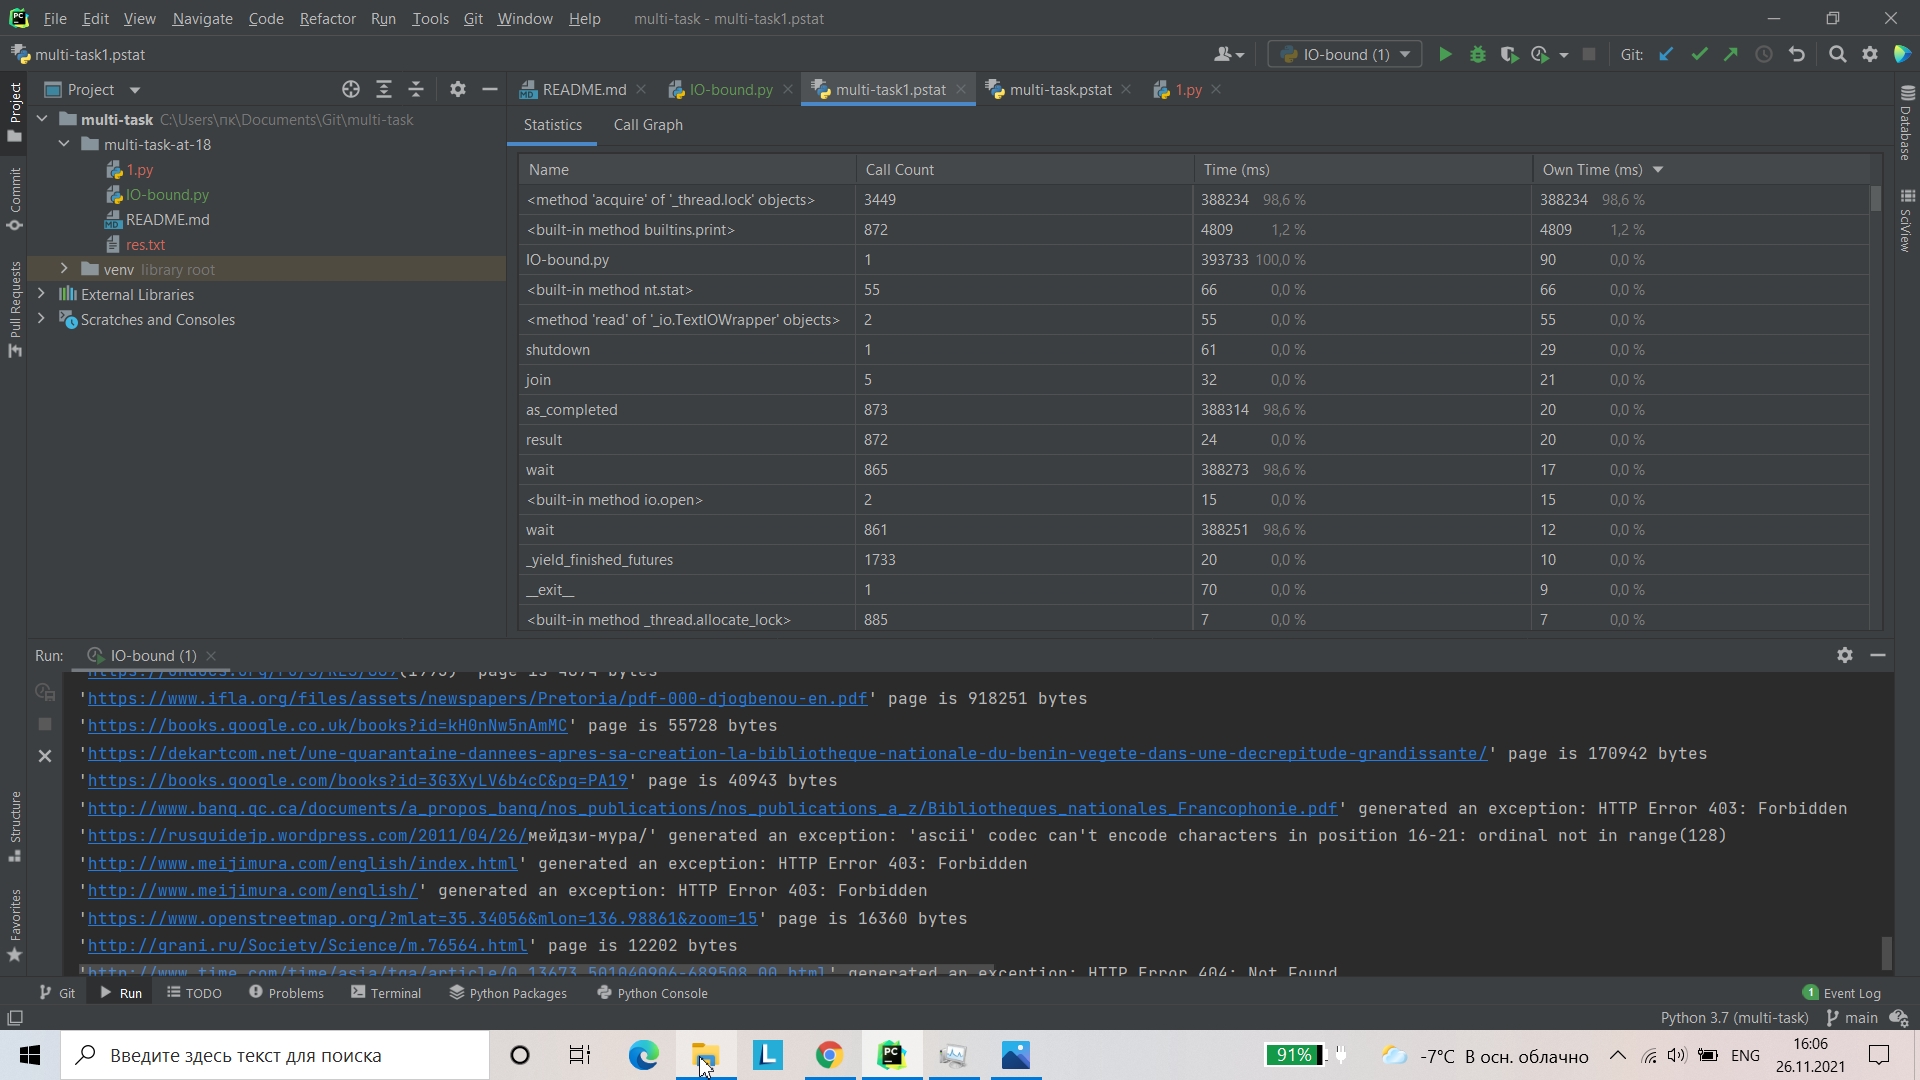 File Edit View Navigate Code Refactor Run Tools Git Window Help multi-task - multi-task1.pstat
multi-task1.pstat IO-bound (1) Git:
Project README.md IO-bound.py multi-task1.pstat multi-task.pstat 1.py
multi-task C:\Users\пк\Documents\Git\multi-task
multi-task-at-18
1.py
IO-bound.py
README.md
res.txt
venv library root
External Libraries
Scratches and Consoles
Project
Commit
Pull Requests
Structure
Favorites
Database
SciView
Statistics Call Graph
Name Call Count Time (ms) Own Time (ms)
<method 'acquire' of '_thread.lock' objects> 3449 388234 98,6 % 388234 98,6 %
<built-in method builtins.print> 872 4809 1,2 % 4809 1,2 %
IO-bound.py 1 393733 100,0 % 90 0,0 %
<built-in method nt.stat> 55 66 0,0 % 66 0,0 %
<method 'read' of '_io.TextIOWrapper' objects> 2 55 0,0 % 55 0,0 %
shutdown 1 61 0,0 % 29 0,0 %
join 5 32 0,0 % 21 0,0 %
as_completed 873 388314 98,6 % 20 0,0 %
result 872 24 0,0 % 20 0,0 %
wait 865 388273 98,6 % 17 0,0 %
<built-in method io.open> 2 15 0,0 % 15 0,0 %
wait 861 388251 98,6 % 12 0,0 %
_yield_finished_futures 1733 20 0,0 % 10 0,0 %
__exit__ 1 70 0,0 % 9 0,0 %
<built-in method _thread.allocate_lock> 885 7 0,0 % 7 0,0 %
Run: IO-bound (1)
'https://www.ifla.org/files/assets/newspapers/Pretoria/pdf-000-djogbenou-en.pdf' page is 918251 bytes
'https://books.google.co.uk/books?id=kH0nNw5nAmMC' page is 55728 bytes
'https://dekartcom.net/une-quarantaine-dannees-apres-sa-creation-la-bibliotheque-nationale-du-benin-vegete-dans-une-decrepitude-grandissante/' page is 170942 bytes
'https://books.google.com/books?id=3G3XyLV6b4cC&pg=PA19' page is 40943 bytes
'http://www.banq.qc.ca/documents/a_propos_banq/nos_publications/nos_publications_a_z/Bibliotheques_nationales_Francophonie.pdf' generated an exception: HTTP Error 403: Forbidden
'https://rusguidejp.wordpress.com/2011/04/26/мейдзи-мура/' generated an exception: 'ascii' codec can't encode characters in position 16-21: ordinal not in range(128)
'http://www.meijimura.com/english/index.html' generated an exception: HTTP Error 403: Forbidden
'http://www.meijimura.com/english/' generated an exception: HTTP Error 403: Forbidden
'https://www.openstreetmap.org/?mlat=35.34056&mlon=136.98861&zoom=15' page is 16360 bytes
'http://grani.ru/Society/Science/m.76564.html' page is 12202 bytes
'http://www.time.com/time/asia/tga/article/0,13673,501040906-689508,00.html' generated an exception: HTTP Error 404: Not Found
Git Run TODO Problems Terminal Python Packages Python Console 1 Event Log
Python 3.7 (multi-task) main
Введите здесь текст для поиска L PC 91% -7°C В осн. облачно ENG 16:06
26.11.2021